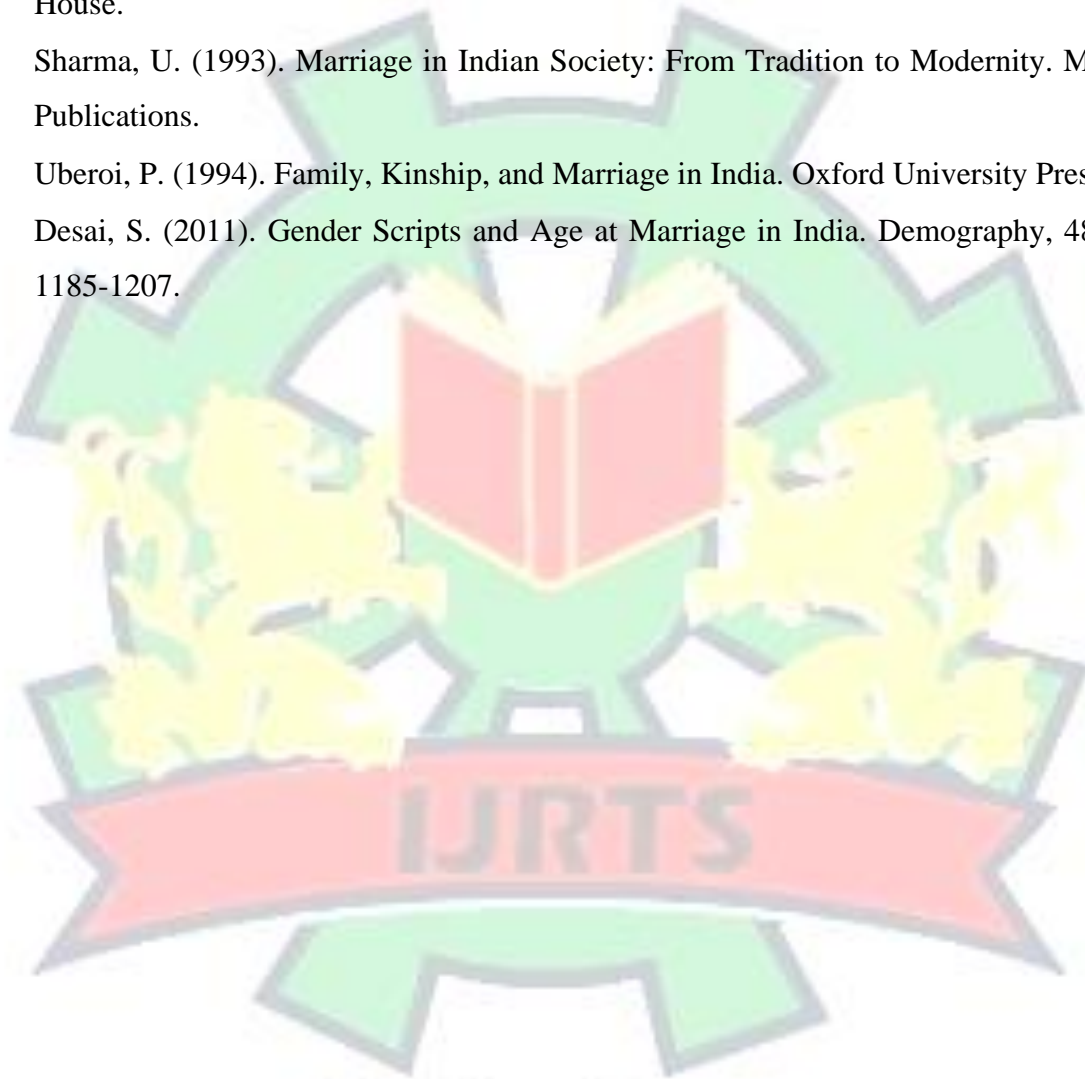 House.
Sharma, U. (1993). Marriage in Indian Society: From Tradition to Modernity.
Publications.
Uberoi, P. (1994). Family, Kinship, and Marriage in India. Oxford University Pres
Desai, S. (2011). Gender Scripts and Age at Marriage in India. Demography, 48
1185-1207.
IJRTS